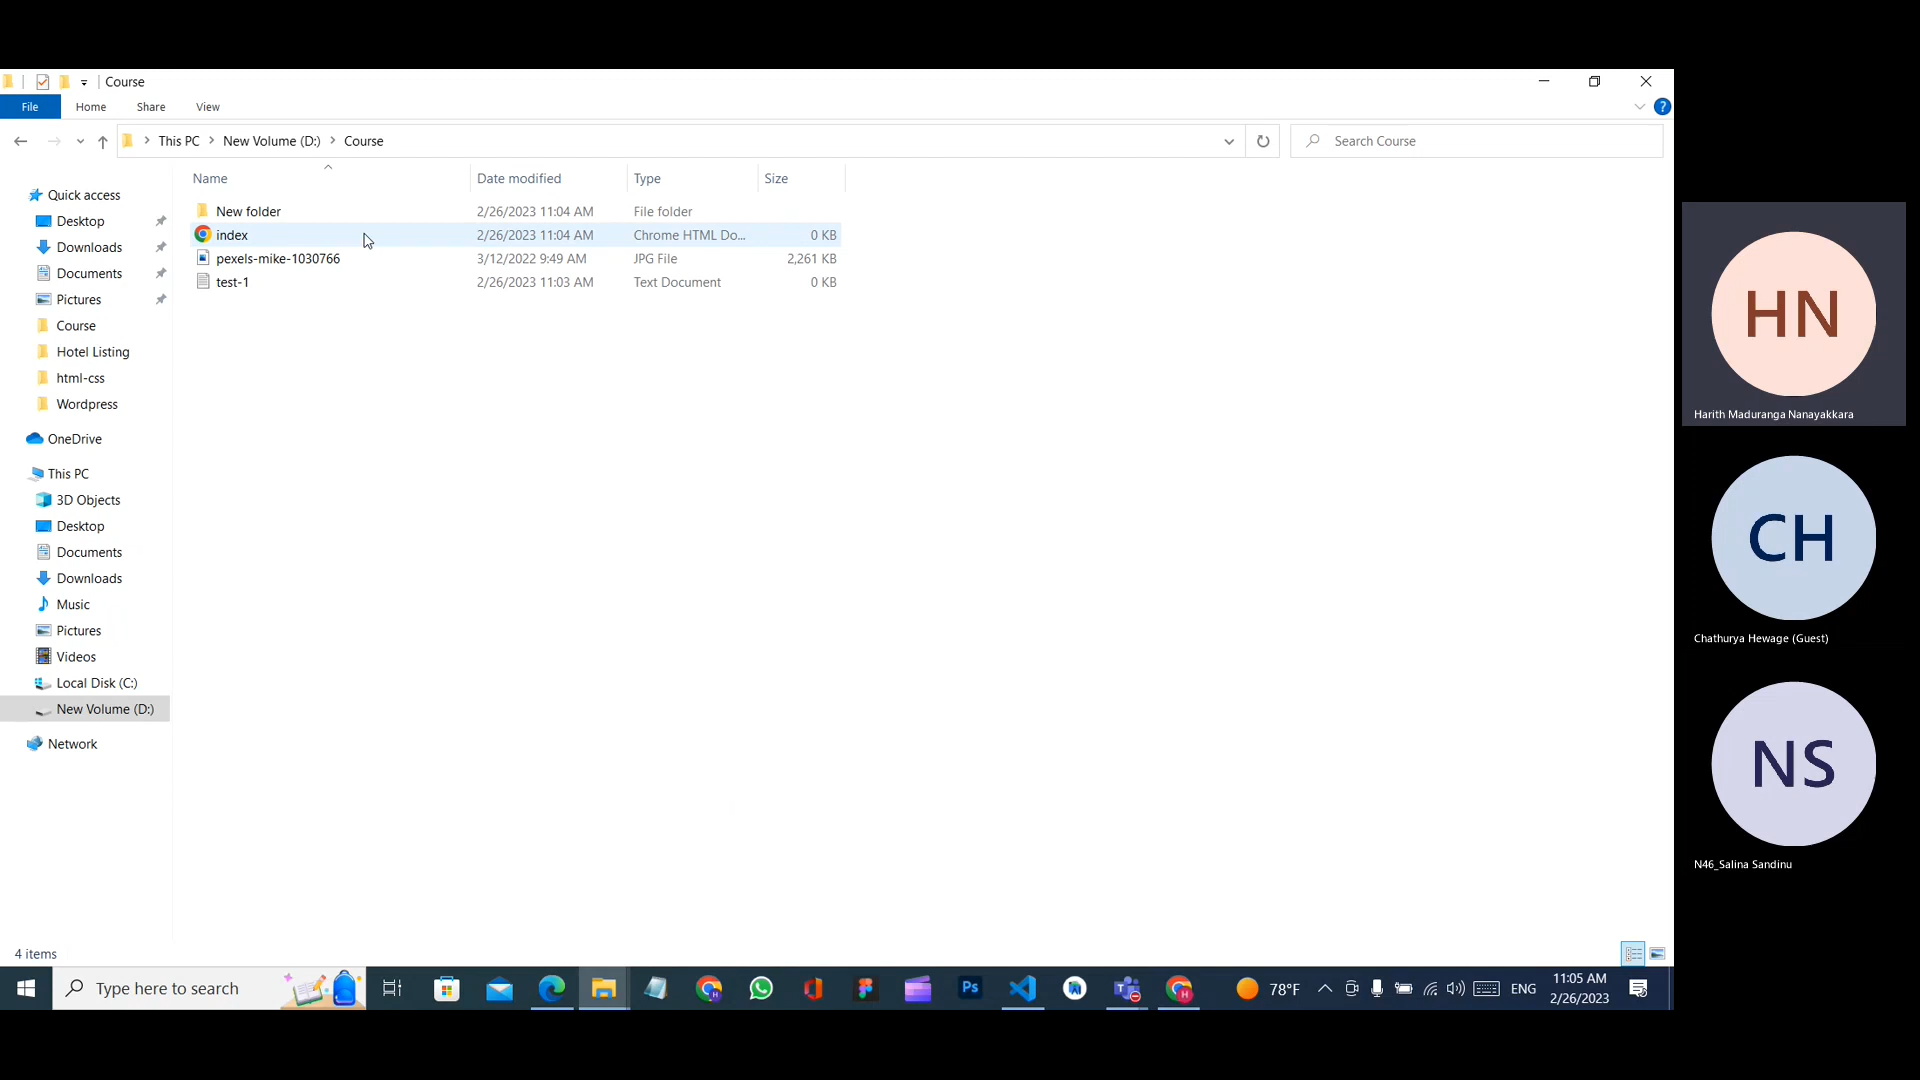 Course
File Home Share View
This PC New Volume (D:) Course
Search Course
Name Date modified Type Size
New folder 2/26/2023 11:04 AM File folder
index 2/26/2023 11:04 AM Chrome HTML Do... 0 KB
pexels-mike-1030766 3/12/2022 9:49 AM JPG File 2,261 KB
test-1 2/26/2023 11:03 AM Text Document 0 KB
Quick access
Desktop
Downloads
Documents
Pictures
Course
Hotel Listing
html-css
Wordpress
OneDrive
This PC
3D Objects
Desktop
Documents
Downloads
Music
Pictures
Videos
Local Disk (C:)
New Volume (D:)
Network
4 items
HN
Harith Maduranga Nanayakkara
CH
Chathurya Hewage (Guest)
NS
N46_Salina Sandinu
Type here to search
Ps
78°F
ENG
11:05 AM
2/26/2023